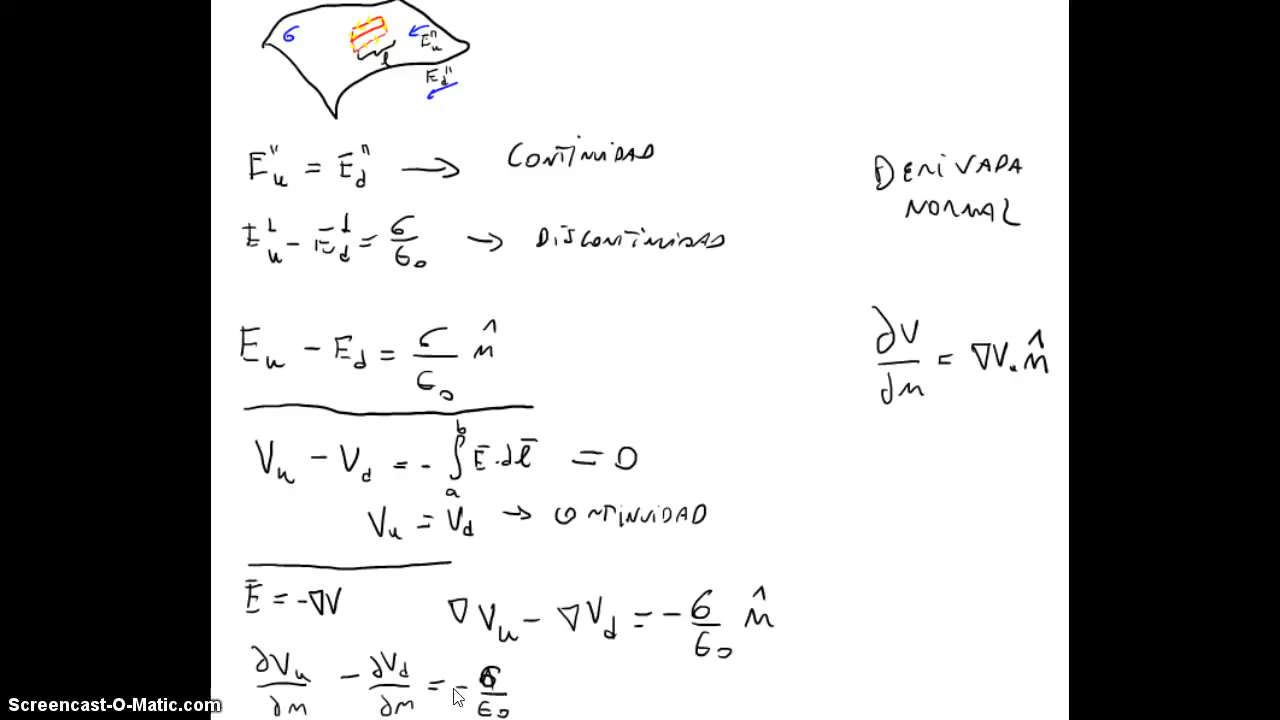 σ
E_u^∥
l
E_d^∥
E_u^∥ = E_d^∥ → CONTINUIDAD
E_u^⊥ - E_d^⊥ = σ/ϵ₀ → DISCONTINUIDAD
E_u - E_d = σ/ϵ₀ n̂
V_u - V_d = - ∫_a^b Ē·dl̄ = 0
V_u = V_d → CONTINUIDAD
Ē = -∇V
∇V_u - ∇V_d = - σ/ϵ₀ n̂
∂V_u/∂n - ∂V_d/∂n = - σ/ϵ₀
DERIVADA
NORMAL
∂V/∂n = ∇V·n̂
Screencast-O-Matic.com